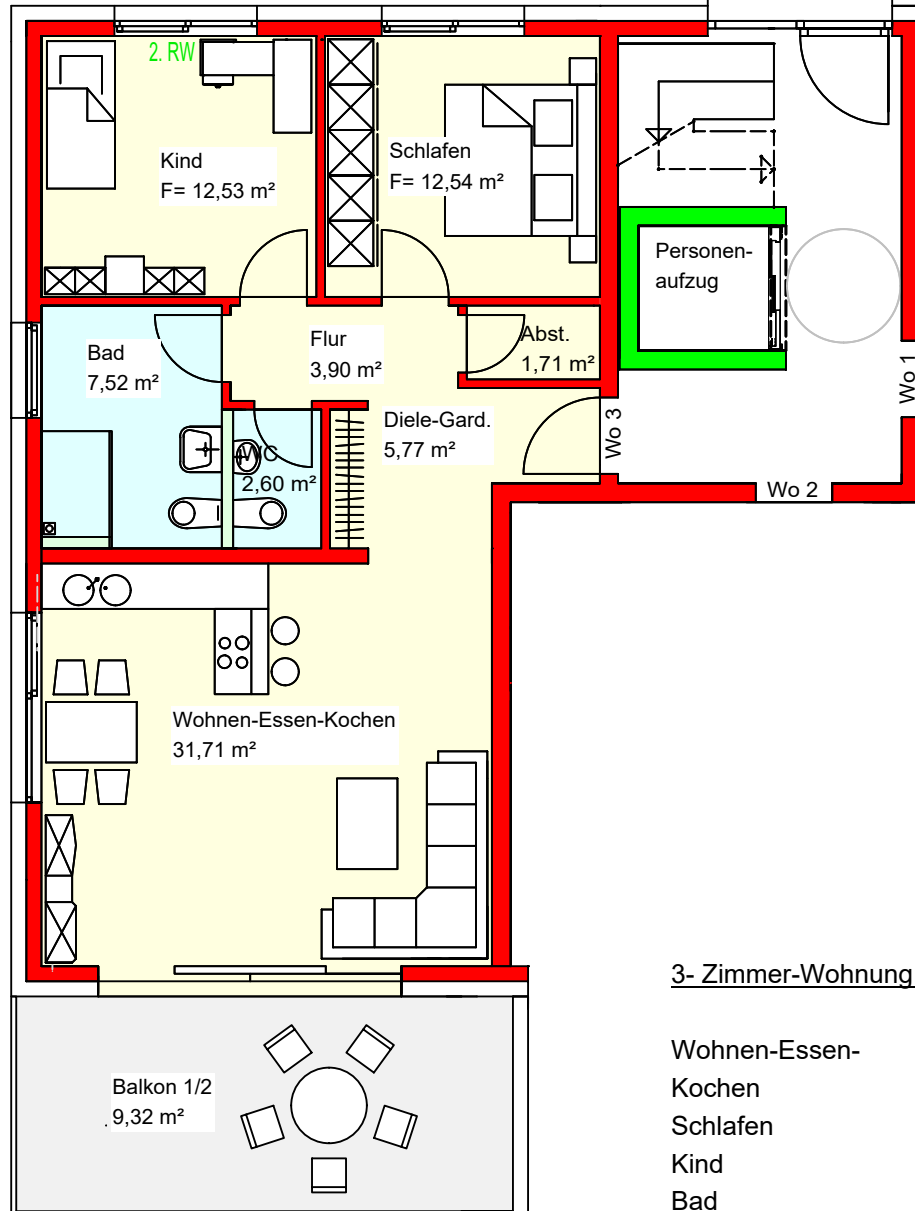 2. RW
Kind
F= 12,53 m²
Schlafen
F= 12,54 m²
Personen-
aufzug
Bad
7,52 m²
Flur
3,90 m²
Abst.
1,71 m²
Wo 1
Diele-Gard.
5,77 m²
Wo 3
WC
2,60 m²
Wo 2
Wohnen-Essen-Kochen
31,71 m²
Balkon 1/2
9,32 m²
3- Zimmer-Wohnung
Wohnen-Essen-
Kochen
Schlafen
Kind
Bad